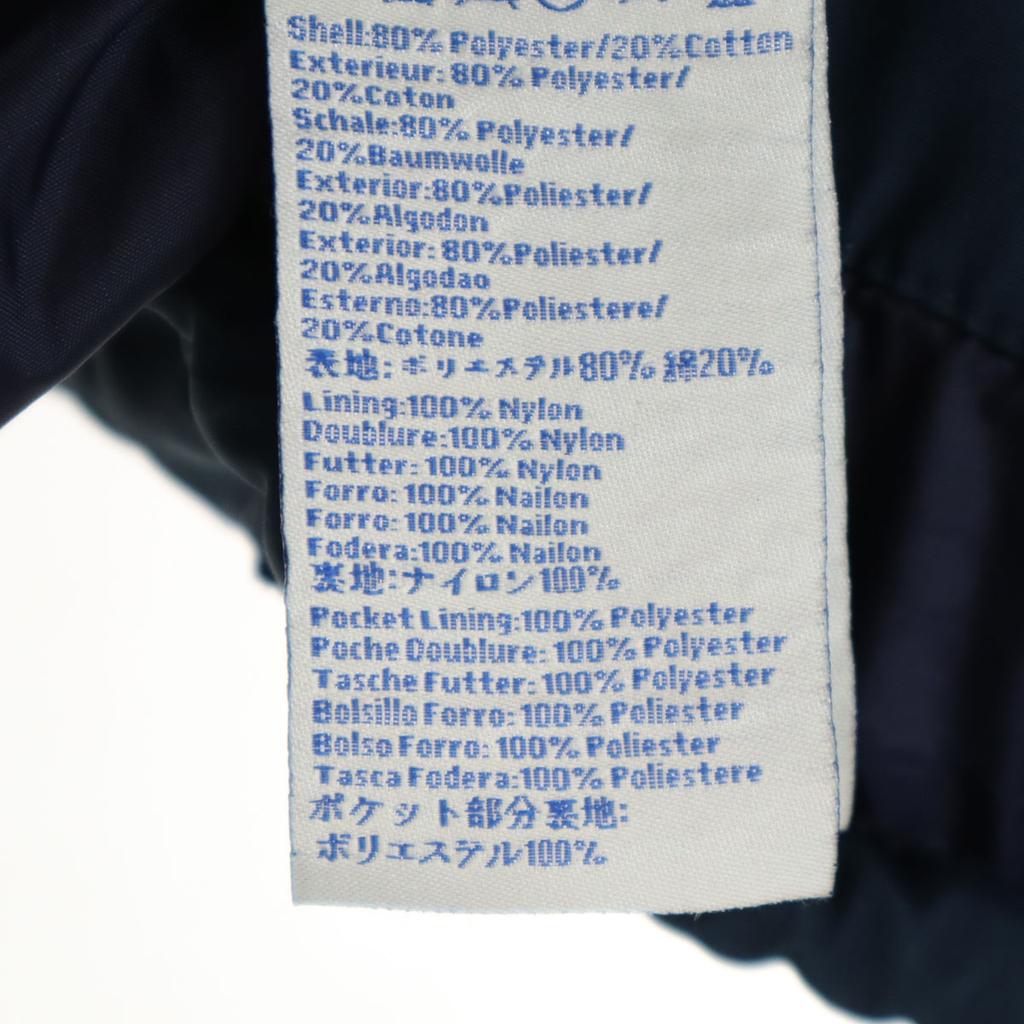 Shell:80% Polyester/20%Cotton
Exterieur: 80% Polyester/
20%Coton
Schale:80% Polyester/
20%Baumwolle
Exterior:80%Poliester/
20%Algodon
Exterior: 80%Poliester/
20%Algodao
Esterno:80%Poliestere/
20%Cotone
表地:ポリエステル80% 綿20%
Lining:100% Nylon
Doublure:100% Nylon
Futter: 100% Nylon
Forro: 100% Nailon
Forro: 100% Nailon
Fodera:100% Nailon
裏地:ナイロン100%
Pocket Lining:100% Polyester
Poche Doublure: 100% Polyester
Tasche Futter: 100% Polyester
Bolsillo Forro: 100% Poliester
Bolso Forro: 100% Poliester
Tasca Fodera:100% Poliestere
ポケット部分裏地:
ポリエステル100%